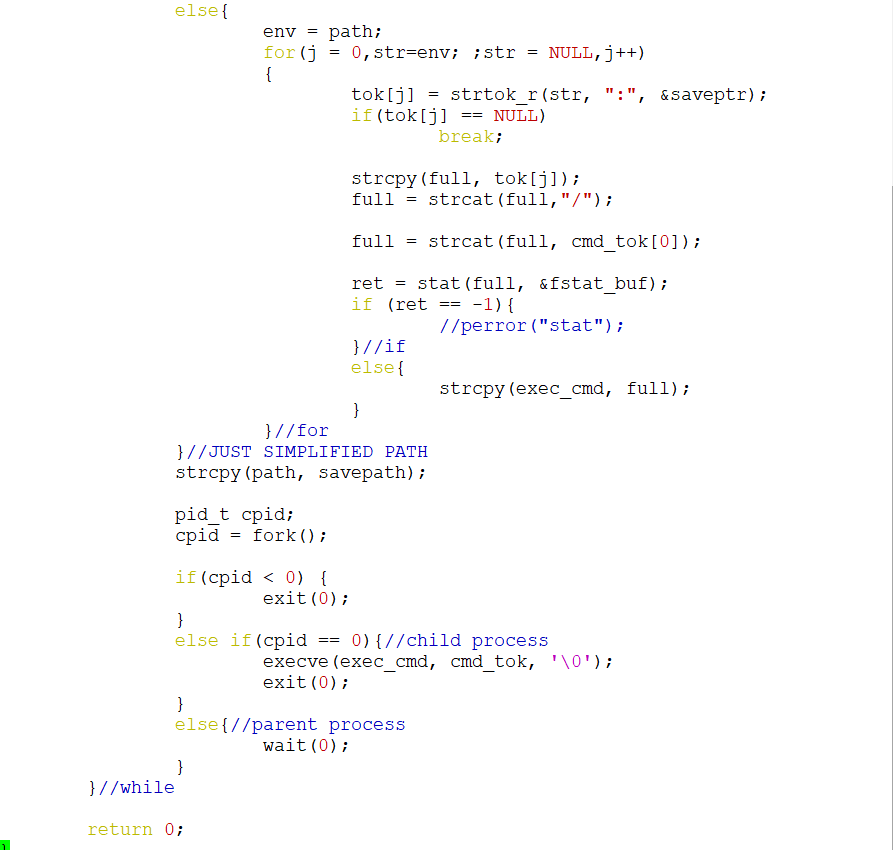 else{
env = path;
for(j = 0,str=env; ;str = NULL,j++)
{
tok[j] = strtok_r(str, ":", &saveptr);
if(tok[j] == NULL)
break;
strcpy(full, tok[j]);
full = strcat(full,"/");
full = strcat(full, cmd_tok[0]);
ret = stat(full, &fstat_buf);
if (ret == -1){
//perror("stat");
}//if
else{
strcpy(exec_cmd, full);
}
}//for
}//JUST SIMPLIFIED PATH
strcpy(path, savepath);
pid_t cpid;
cpid = fork();
if(cpid < 0) {
exit(0);
}
else if(cpid == 0){//child process
execve(exec_cmd, cmd_tok, '\0');
exit(0);
}
else{//parent process
wait(0);
}
}//while
return 0;
}